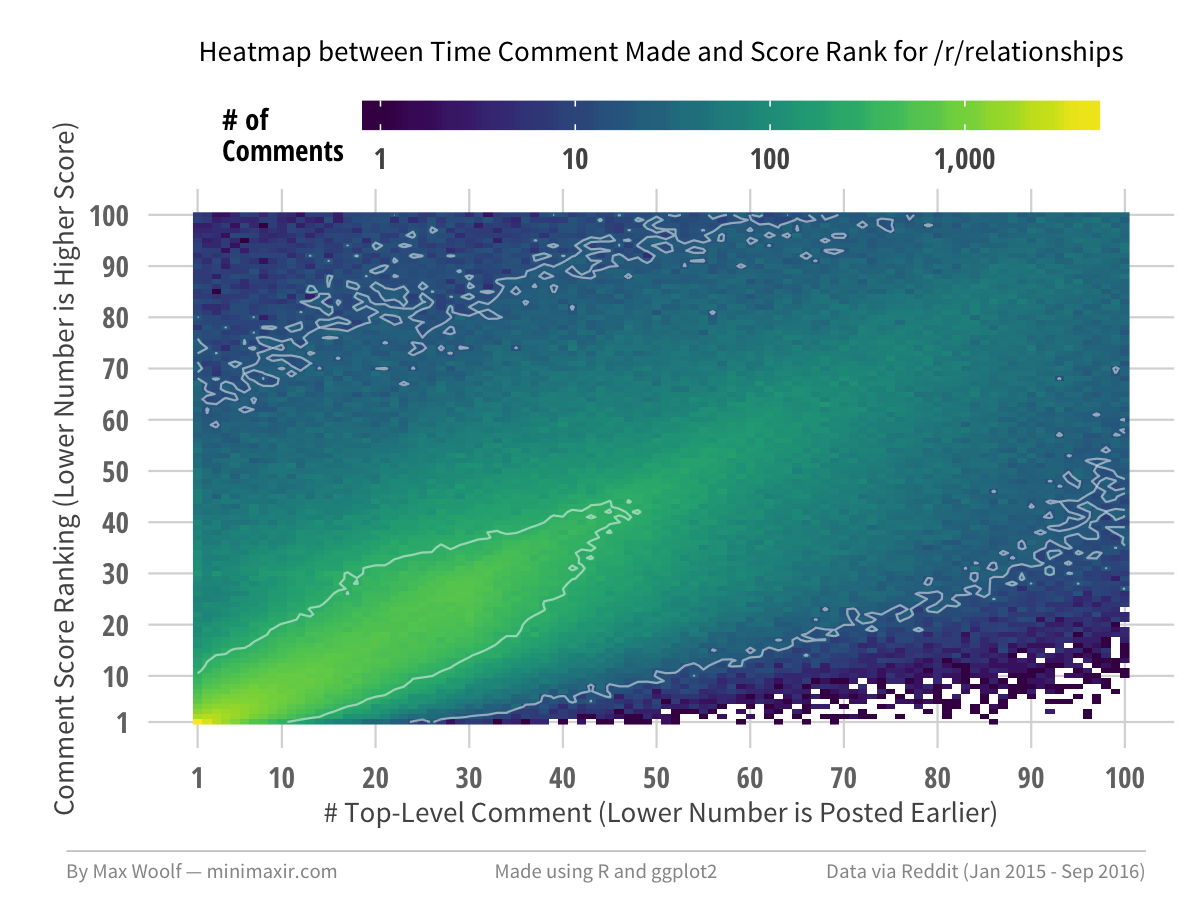 Heatmap between Time Comment Made and Score Rank for /r/relationships
# of
Comments
1 10 100 1,000
Comment Score Ranking (Lower Number is Higher Score)
100
90
80
70
60
50
40
30
20
10
1
1 10 20 30 40 50 60 70 80 90 100
# Top-Level Comment (Lower Number is Posted Earlier)
By Max Woolf — minimaxir.com Made using R and ggplot2 Data via Reddit (Jan 2015 - Sep 2016)